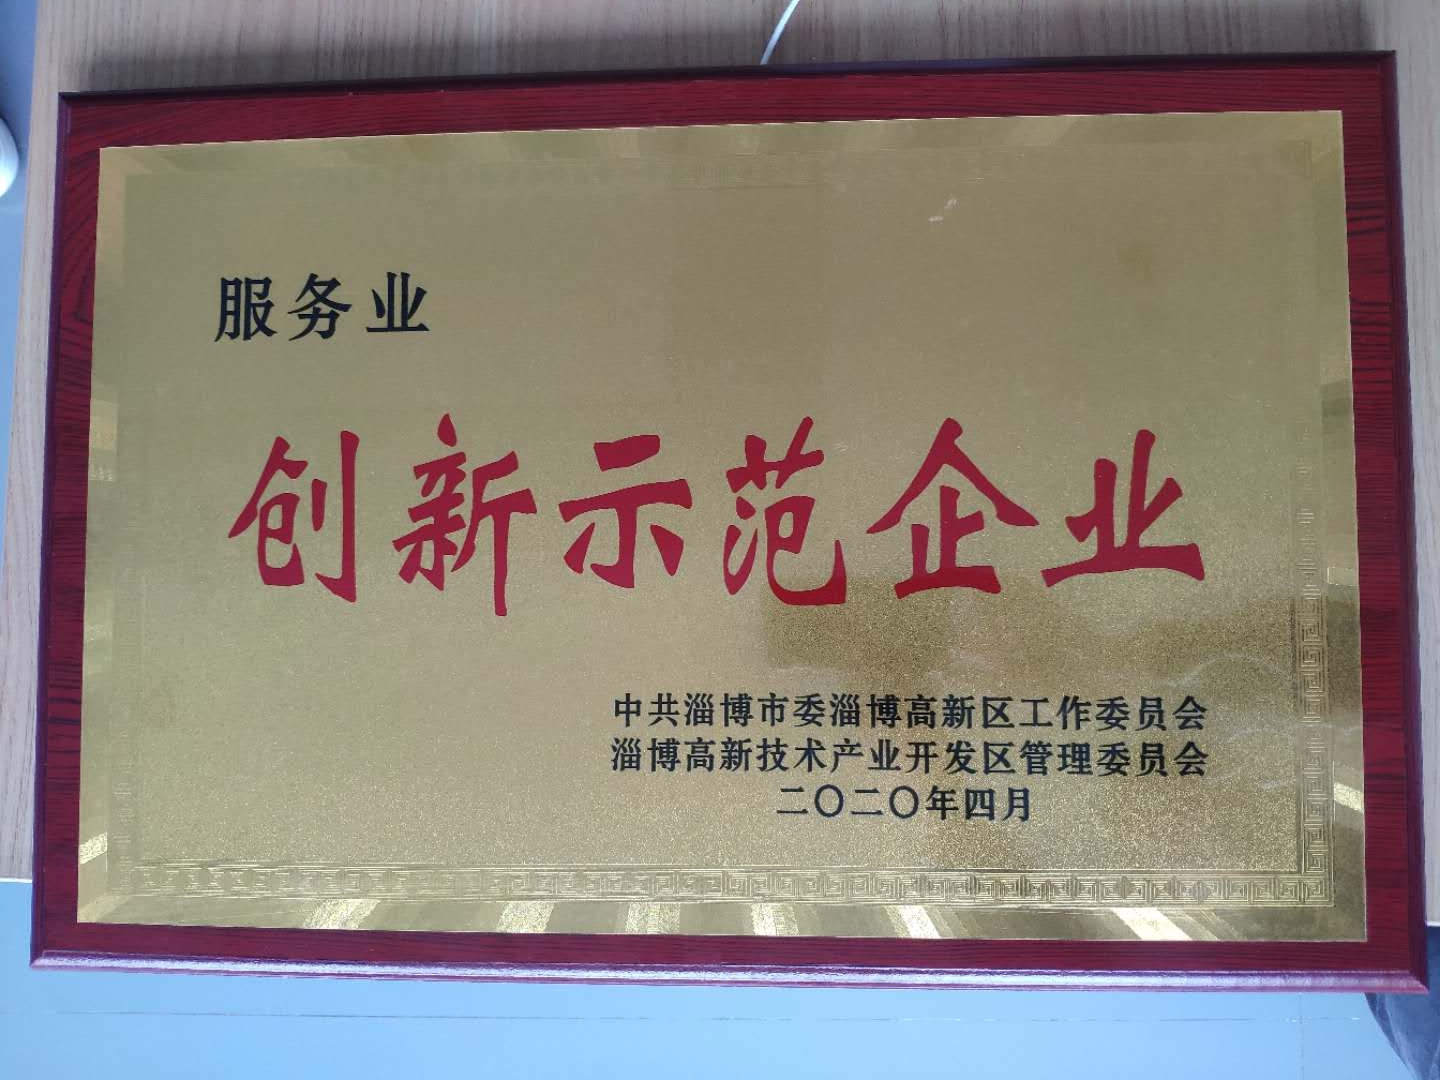 服务业
创新示范企业
中共淄博市委淄博高新区工作委员会
淄博高新技术产业开发区管理委员会
二〇二〇年四月